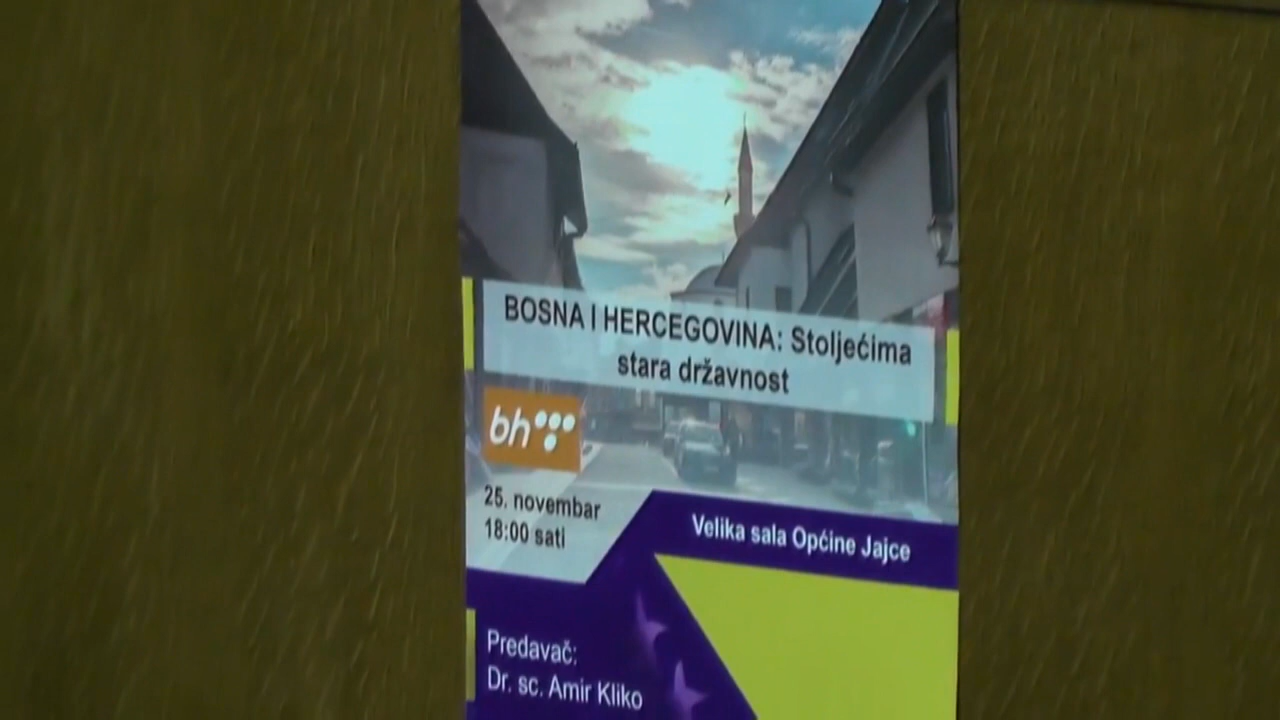 BOSNA I HERCEGOVINA: Stoljećima
stara državnost
bh
25. novembar
18:00 sati
Velika sala Općine Jajce
Predavač:
Dr. sc. Amir Kliko